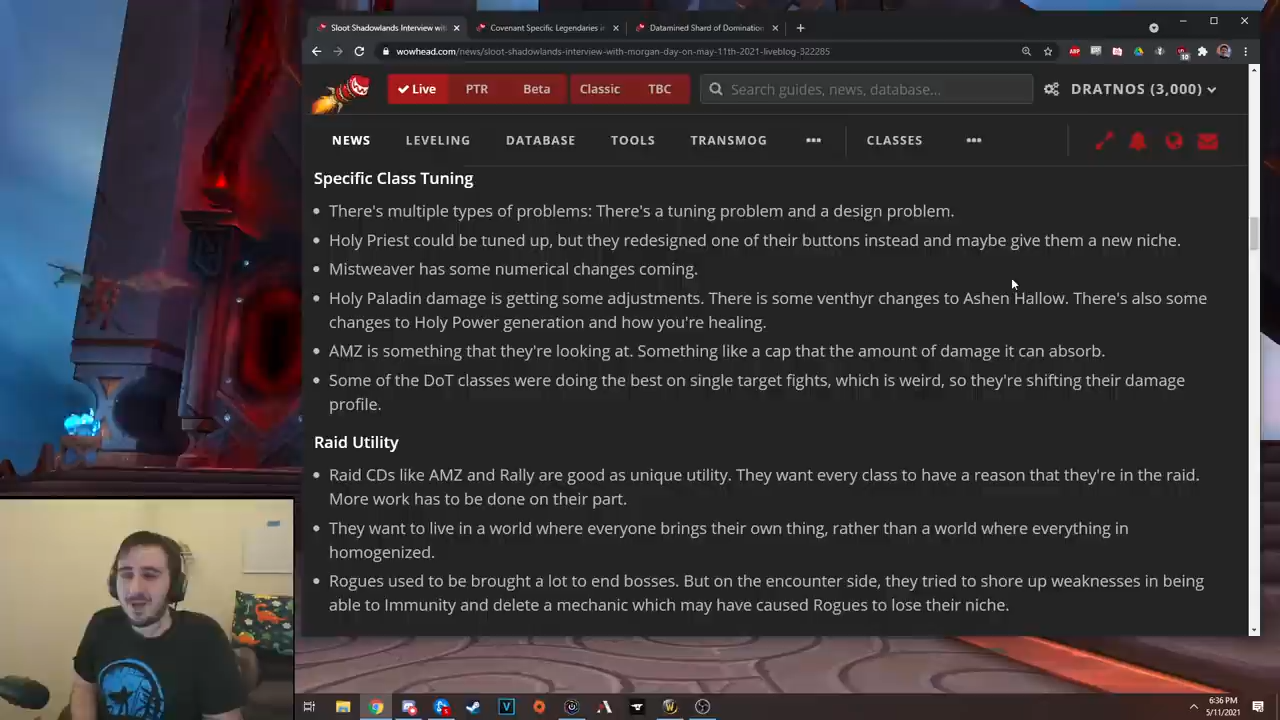 Sloot Shadowlands Interview wit
Covenant Specific Legendaries i
Datamined Shard of Domination
wowhead.com/news/sloot-shadowlands-interview-with-morgan-day-on-may-11th-2021-liveblog-322285
ABP
10
Live
PTR
Beta
Classic
TBC
Search guides, news, database...
DRATNOS (3,000)
NEWS
LEVELING
DATABASE
TOOLS
TRANSMOG
CLASSES
Specific Class Tuning
There's multiple types of problems: There's a tuning problem and a design problem.
Holy Priest could be tuned up, but they redesigned one of their buttons instead and maybe give them a new niche.
Mistweaver has some numerical changes coming.
Holy Paladin damage is getting some adjustments. There is some venthyr changes to Ashen Hallow. There's also some
changes to Holy Power generation and how you're healing.
AMZ is something that they're looking at. Something like a cap that the amount of damage it can absorb.
Some of the DoT classes were doing the best on single target fights, which is weird, so they're shifting their damage
profile.
Raid Utility
Raid CDs like AMZ and Rally are good as unique utility. They want every class to have a reason that they're in the raid.
More work has to be done on their part.
They want to live in a world where everyone brings their own thing, rather than a world where everything in
homogenized.
Rogues used to be brought a lot to end bosses. But on the encounter side, they tried to shore up weaknesses in being
able to Immunity and delete a mechanic which may have caused Rogues to lose their niche.
6:36 PM
5/11/2021